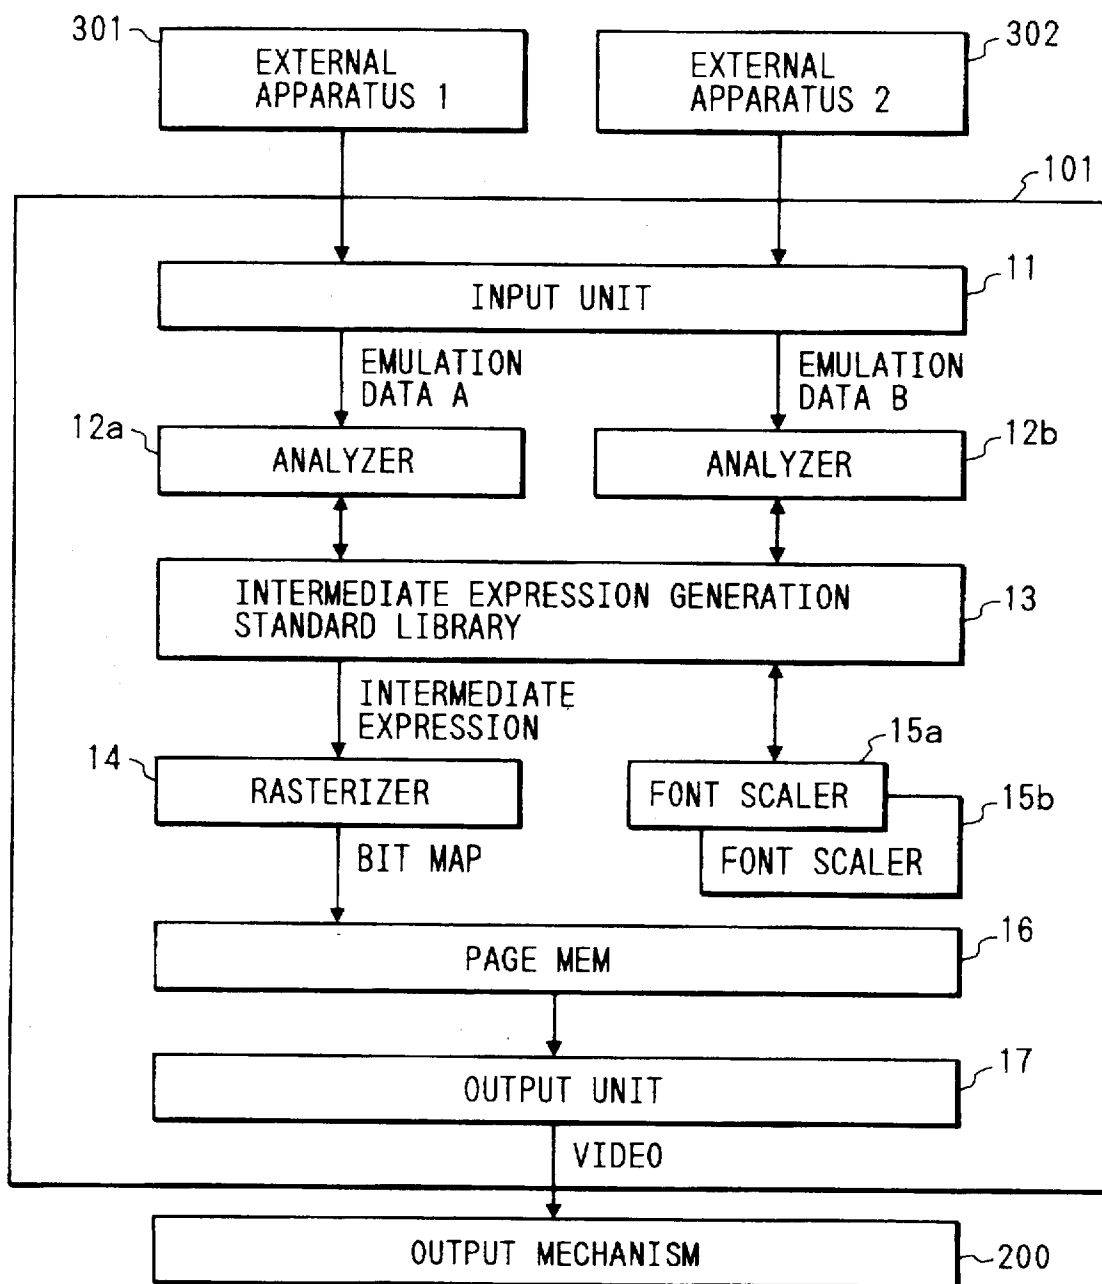 301
EXTERNAL
APPARATUS 1
EXTERNAL
APPARATUS 2
302
101
INPUT UNIT
11
EMULATION
DATA A
EMULATION
DATA B
12a
ANALYZER
ANALYZER
12b
INTERMEDIATE EXPRESSION GENERATION
STANDARD LIBRARY
13
INTERMEDIATE
EXPRESSION
14
RASTERIZER
15a
FONT SCALER
15b
FONT SCALER
BIT MAP
PAGE MEM
16
OUTPUT UNIT
17
VIDEO
OUTPUT MECHANISM
200